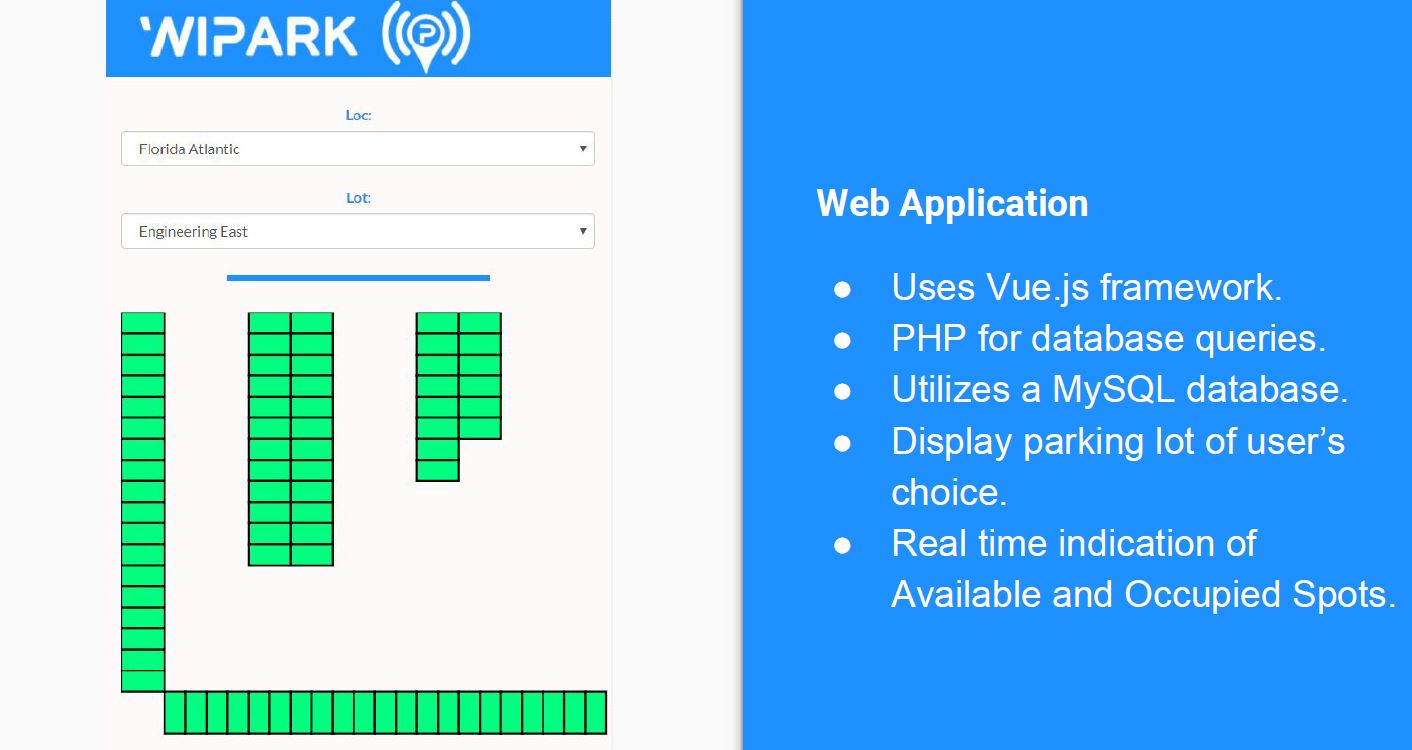 WIPARK
Loc:
Florida Atlantic
Lot:
Engineering East
Web Application
● Uses Vue.js framework.
● PHP for database queries.
● Utilizes a MySQL database.
● Display parking lot of user’s
choice.
● Real time indication of
Available and Occupied Spots.